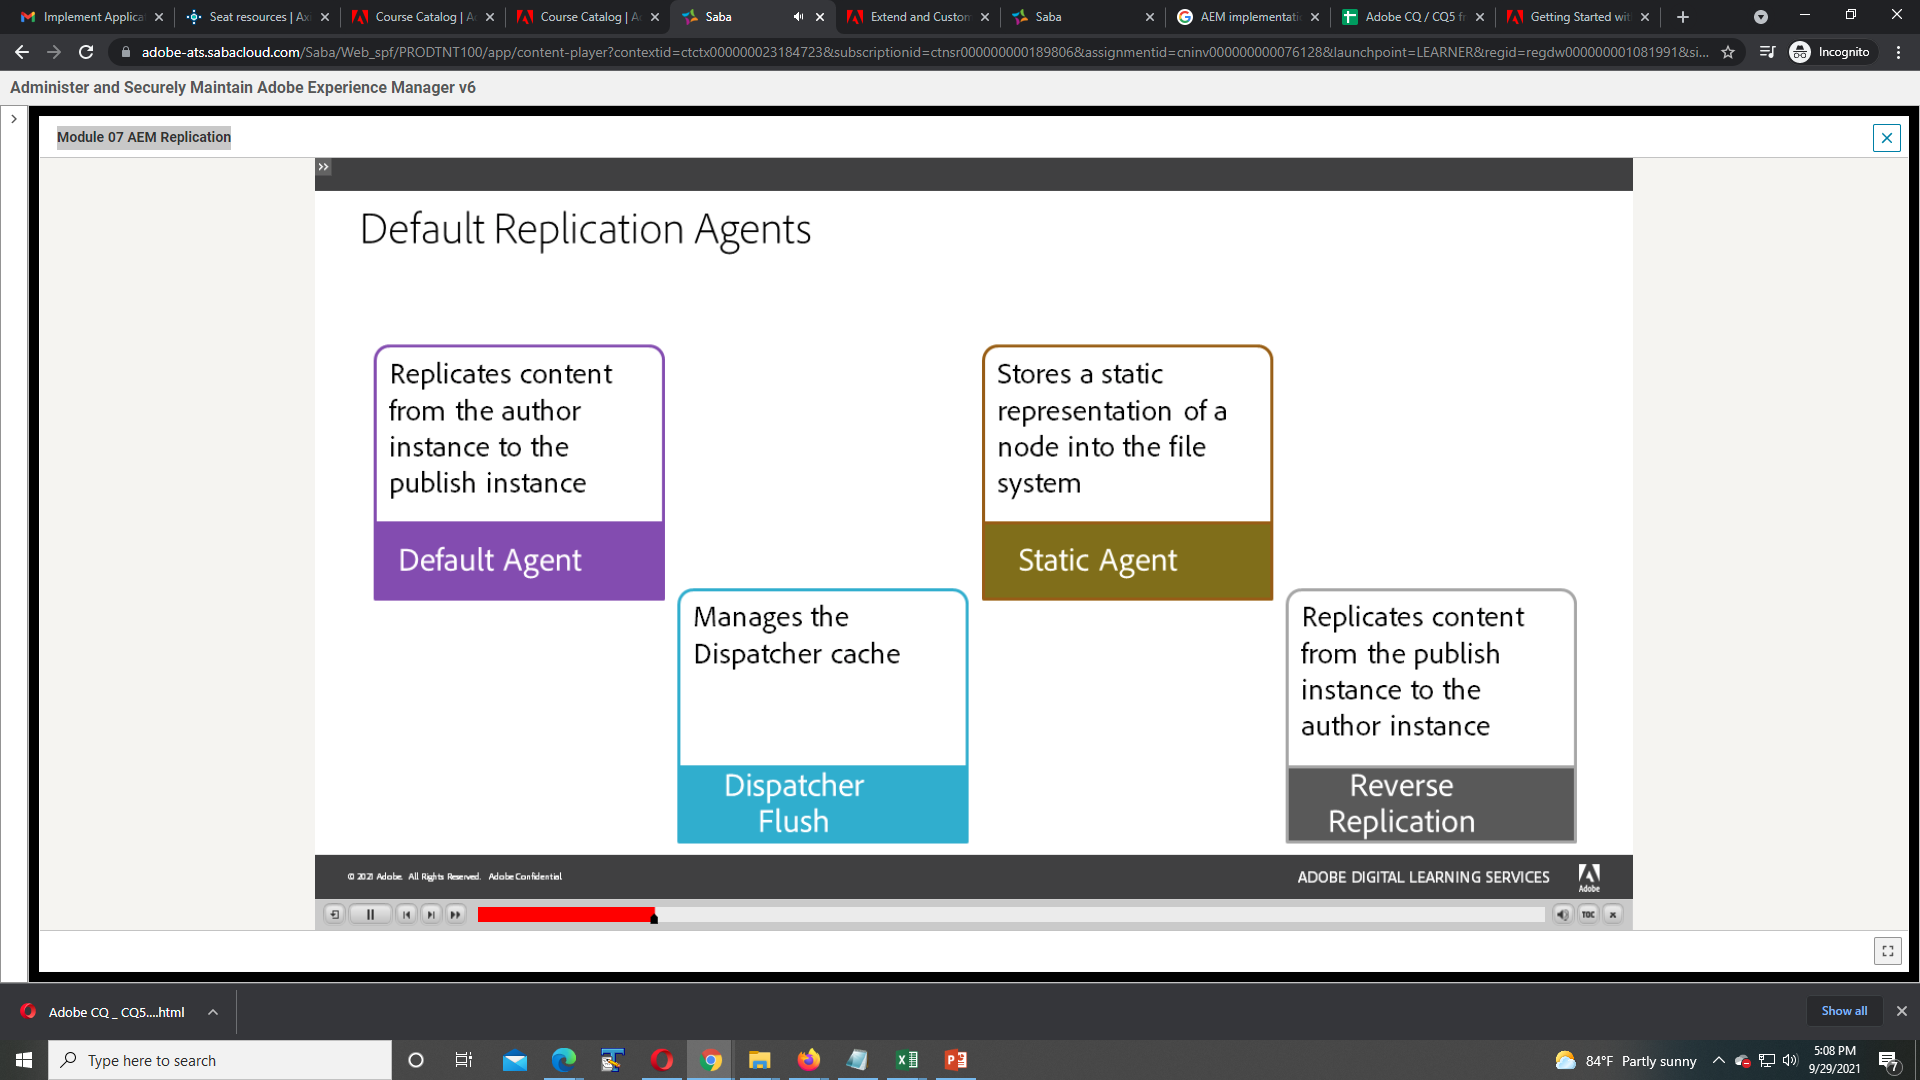 Implement Applica
Seat resources | Ax
Course Catalog | A
Course Catalog | A
Saba
Extend and Custom
Saba
AEM implementati
Adobe CQ / CQ5 fr
Getting Started wit
adobe-ats.sabacloud.com/Saba/Web_spf/PRODTNT100/app/content-player?contextid=ctctx000000023184723&subscriptionid=ctnsr000000000189806&assignmentid=cninv000000000076128&launchpoint=LEARNER&regid=regdw000000001081991&si...
Incognito
Administer and Securely Maintain Adobe Experience Manager v6
Module 07 AEM Replication
Default Replication Agents
Replicates content
from the author
instance to the
publish instance
Default Agent
Manages the
Dispatcher cache
Dispatcher
Flush
Stores a static
representation of a
node into the file
system
Static Agent
Replicates content
from the publish
instance to the
author instance
Reverse
Replication
© 2021 Adobe. All Rights Reserved. Adobe Confidential
ADOBE DIGITAL LEARNING SERVICES
Adobe
TOC
Adobe CQ _ CQ5....html
Show all
Type here to search
84°F Partly sunny
5:08 PM
9/29/2021
7